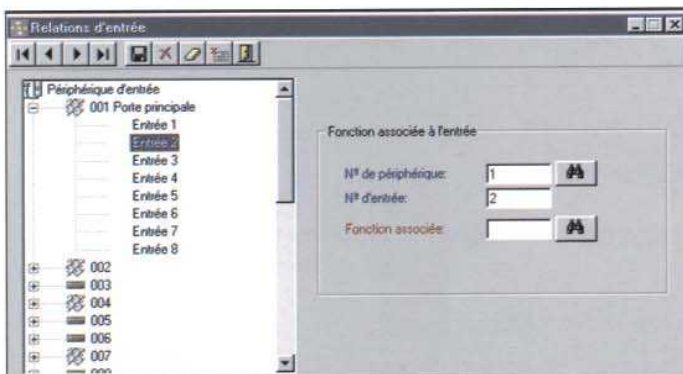 Relations d'entrée
Périphérique d'entrée
001 Porte principale
Entrée 1
Entrée 2
Entrée 3
Entrée 4
Entrée 5
Entrée 6
Entrée 7
Entrée 8
002
003
004
005
006
007
Fonction associée à l'entrée
Nº de périphérique: 1
Nº d'entrée: 2
Fonction associée: